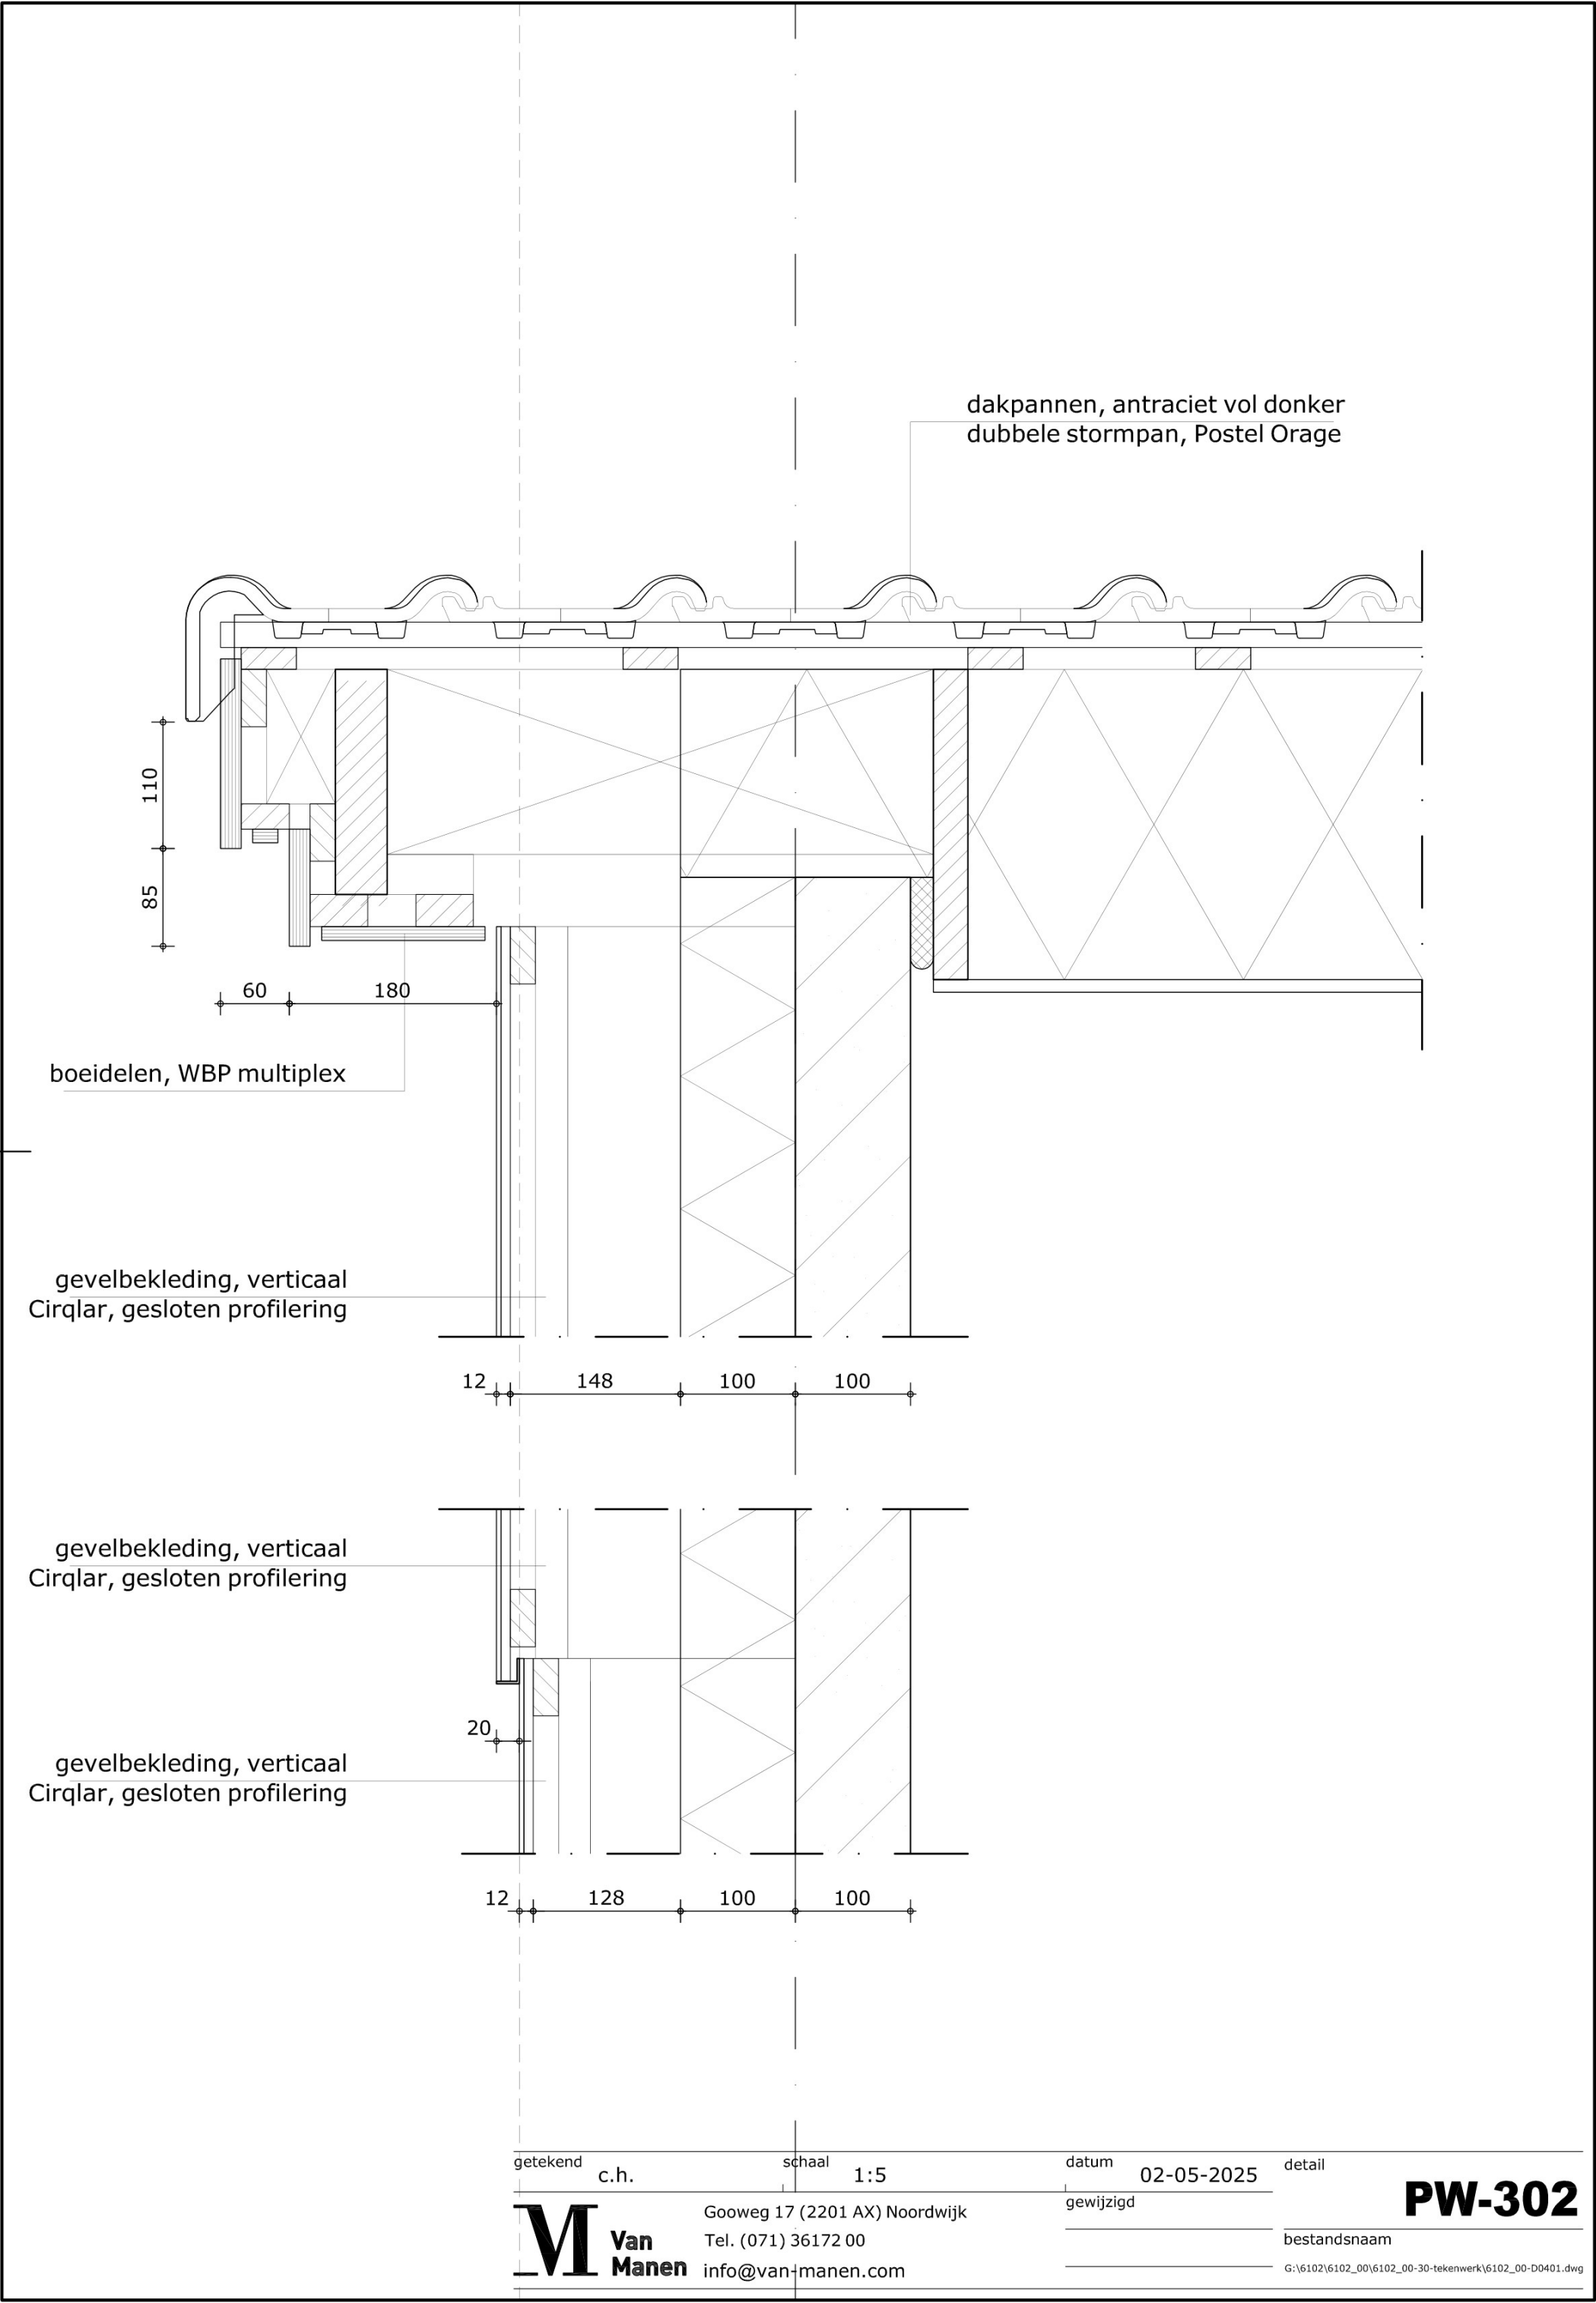 dakpannen, antraciet vol donker
dubbele stormpan, Postel Orage
110
85
60
180
boeidelen, WBP multiplex
gevelbekleding, verticaal
Cirqlar, gesloten profilering
12
148
100
100
gevelbekleding, verticaal
Cirqlar, gesloten profilering
20
gevelbekleding, verticaal
Cirqlar, gesloten profilering
12
128
100
100
getekend
c.h.
schaal
1:5
datum
02-05-2025
detail
PW-302
gewijzigd
M Van
Manen
Gooweg 17 (2201 AX) Noordwijk
Tel. (071) 36172 00
info@van-manen.com
bestandsnaam
G:\6102\6102_00\6102_00-30-tekenwerk\6102_00-D0401.dwg